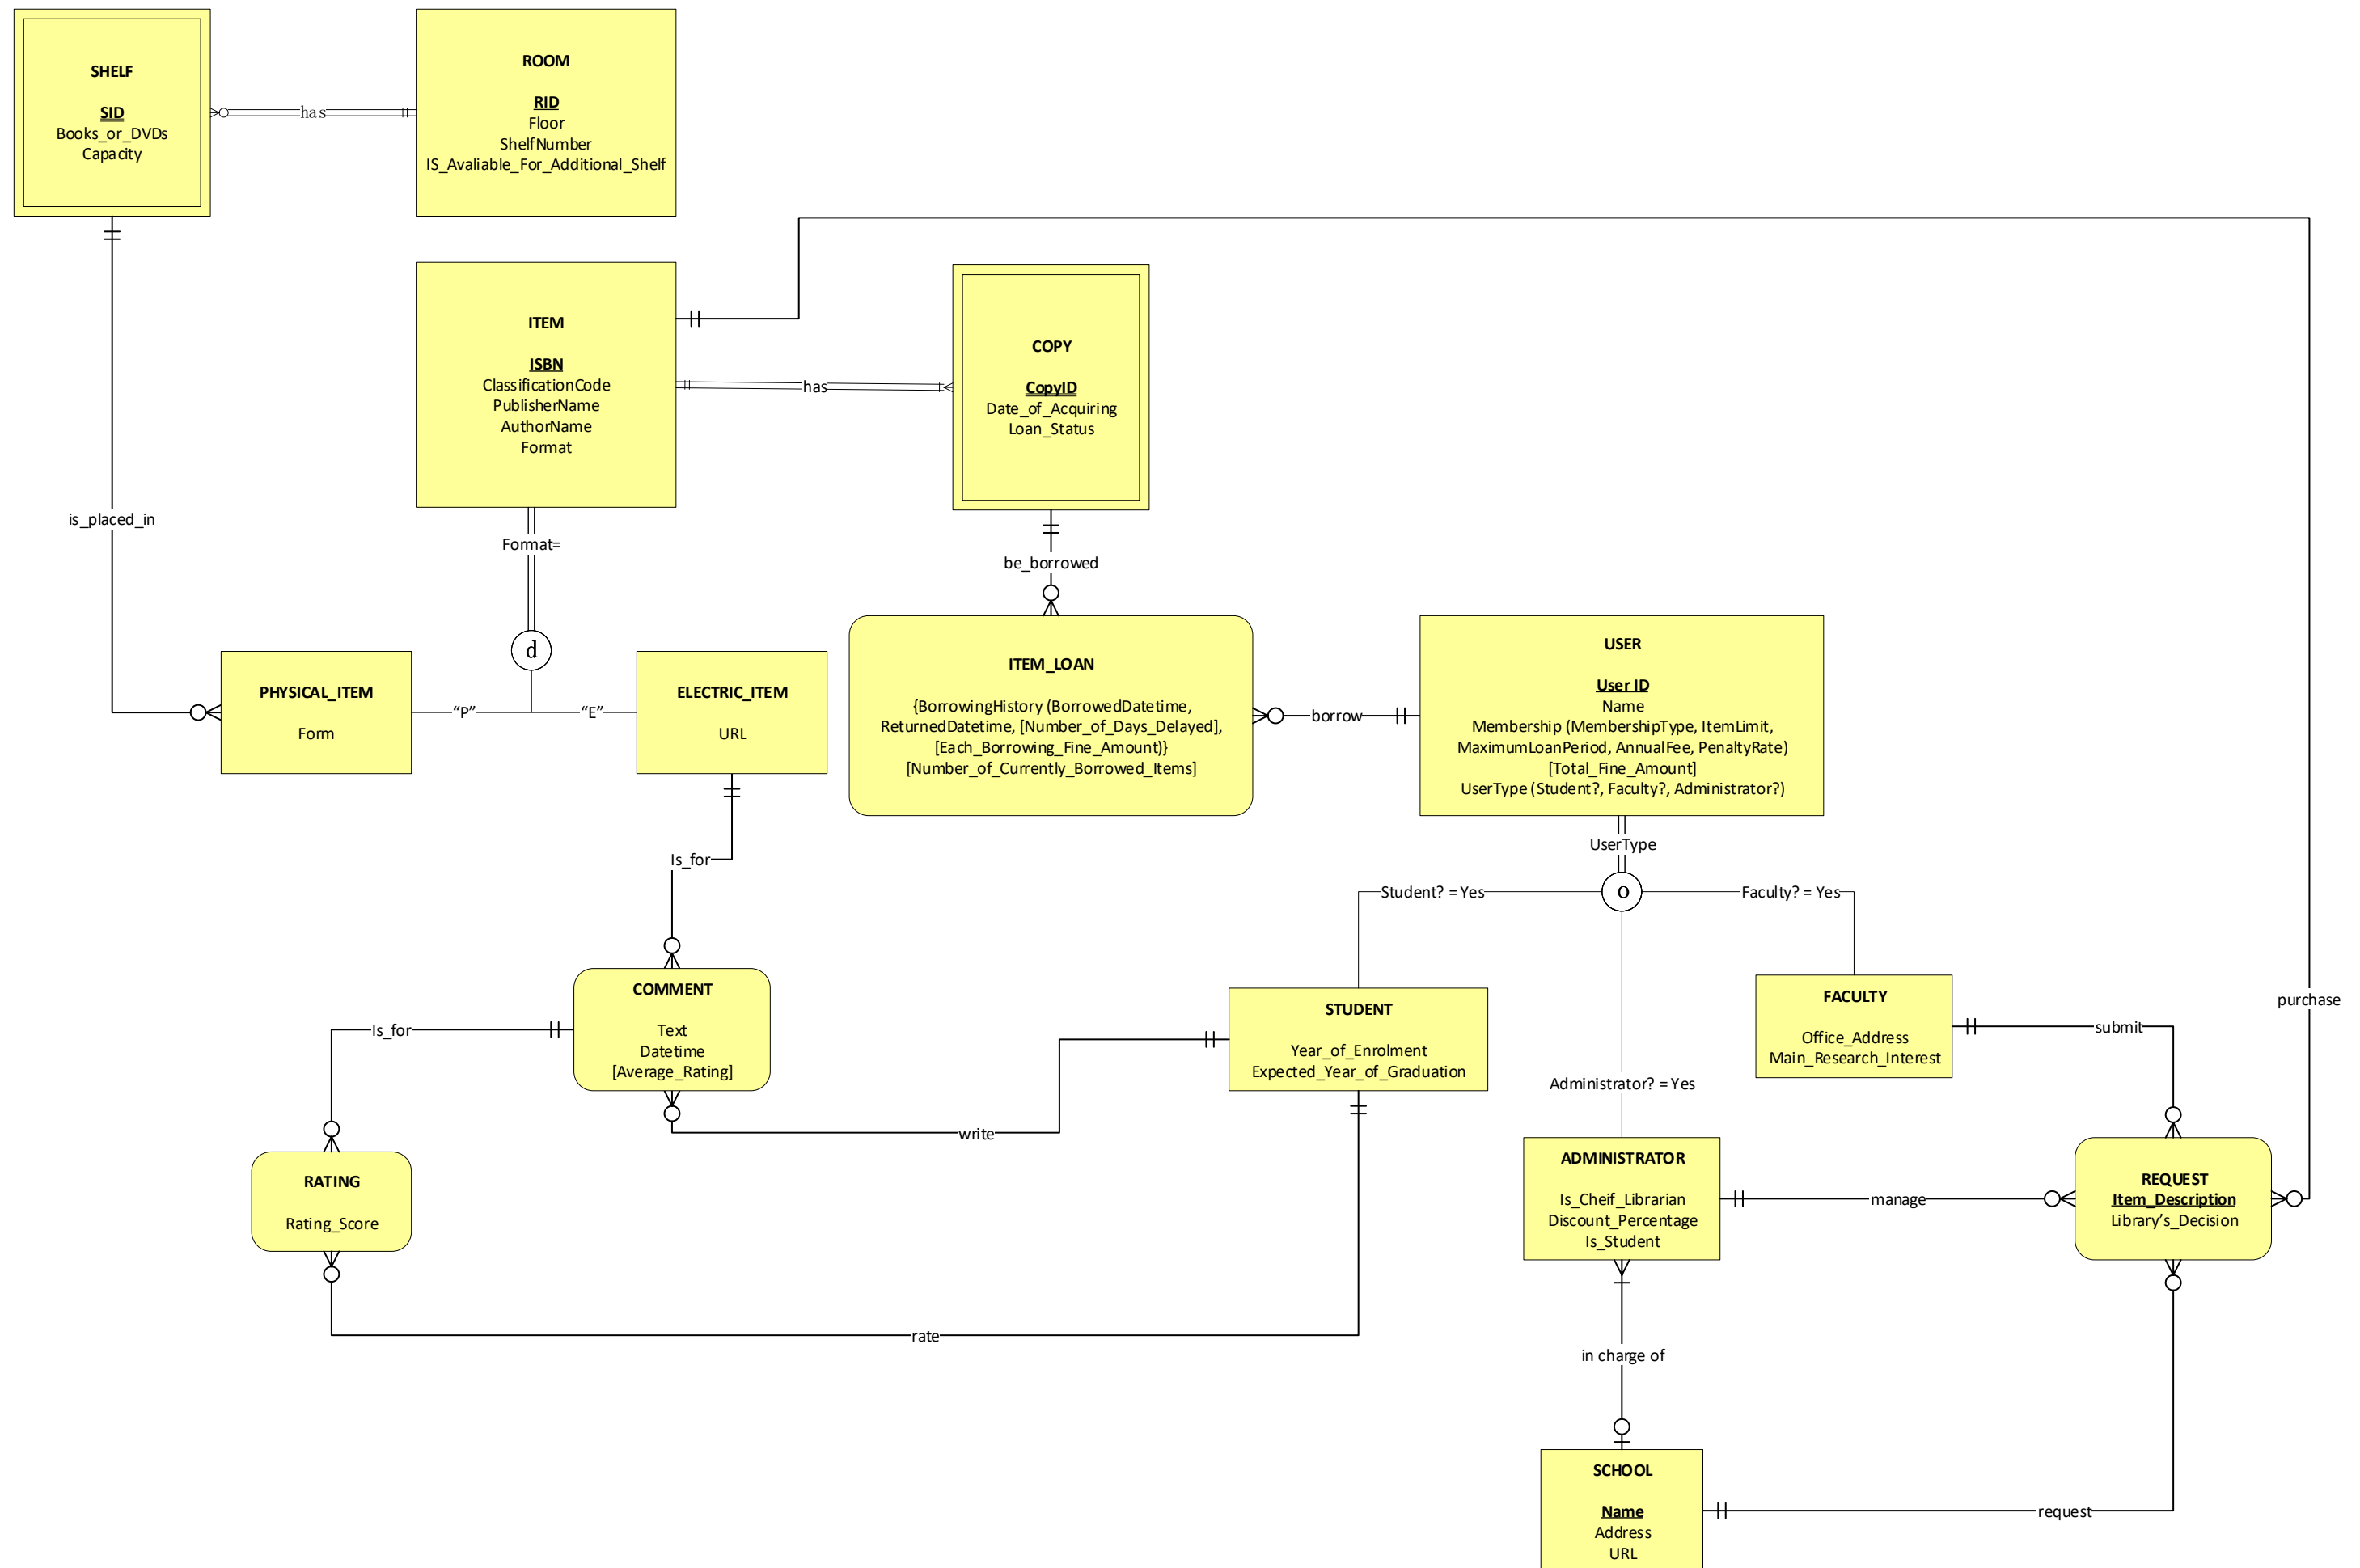 SHELF
SID
Books_or_DVDs
Capacity
has
ROOM
RID
Floor
ShelfNumber
IS_Avaliable_For_Additional_Shelf
ITEM
ISBN
ClassificationCode
PublisherName
AuthorName
Format
has
COPY
CopyID
Date_of_Acquiring
Loan_Status
is_placed_in
Format=
be_borrowed
d
PHYSICAL_ITEM
Form
“P”
“E”
ELECTRIC_ITEM
URL
ITEM_LOAN
{BorrowingHistory (BorrowedDatetime,
ReturnedDatetime, [Number_of_Days_Delayed],
[Each_Borrowing_Fine_Amount)}
[Number_of_Currently_Borrowed_Items]
borrow
USER
User ID
Name
Membership (MembershipType, ItemLimit,
MaximumLoanPeriod, AnnualFee, PenaltyRate)
[Total_Fine_Amount]
UserType (Student?, Faculty?, Administrator?)
UserType
Is_for
Student? = Yes
o
Faculty? = Yes
COMMENT
Text
Datetime
[Average_Rating]
Is_for
STUDENT
Year_of_Enrolment
Expected_Year_of_Graduation
FACULTY
Office_Address
Main_Research_Interest
submit
purchase
Administrator? = Yes
write
RATING
Rating_Score
ADMINISTRATOR
Is_Cheif_Librarian
Discount_Percentage
Is_Student
manage
REQUEST
Item_Description
Library’s_Decision
rate
in charge of
SCHOOL
Name
Address
URL
request